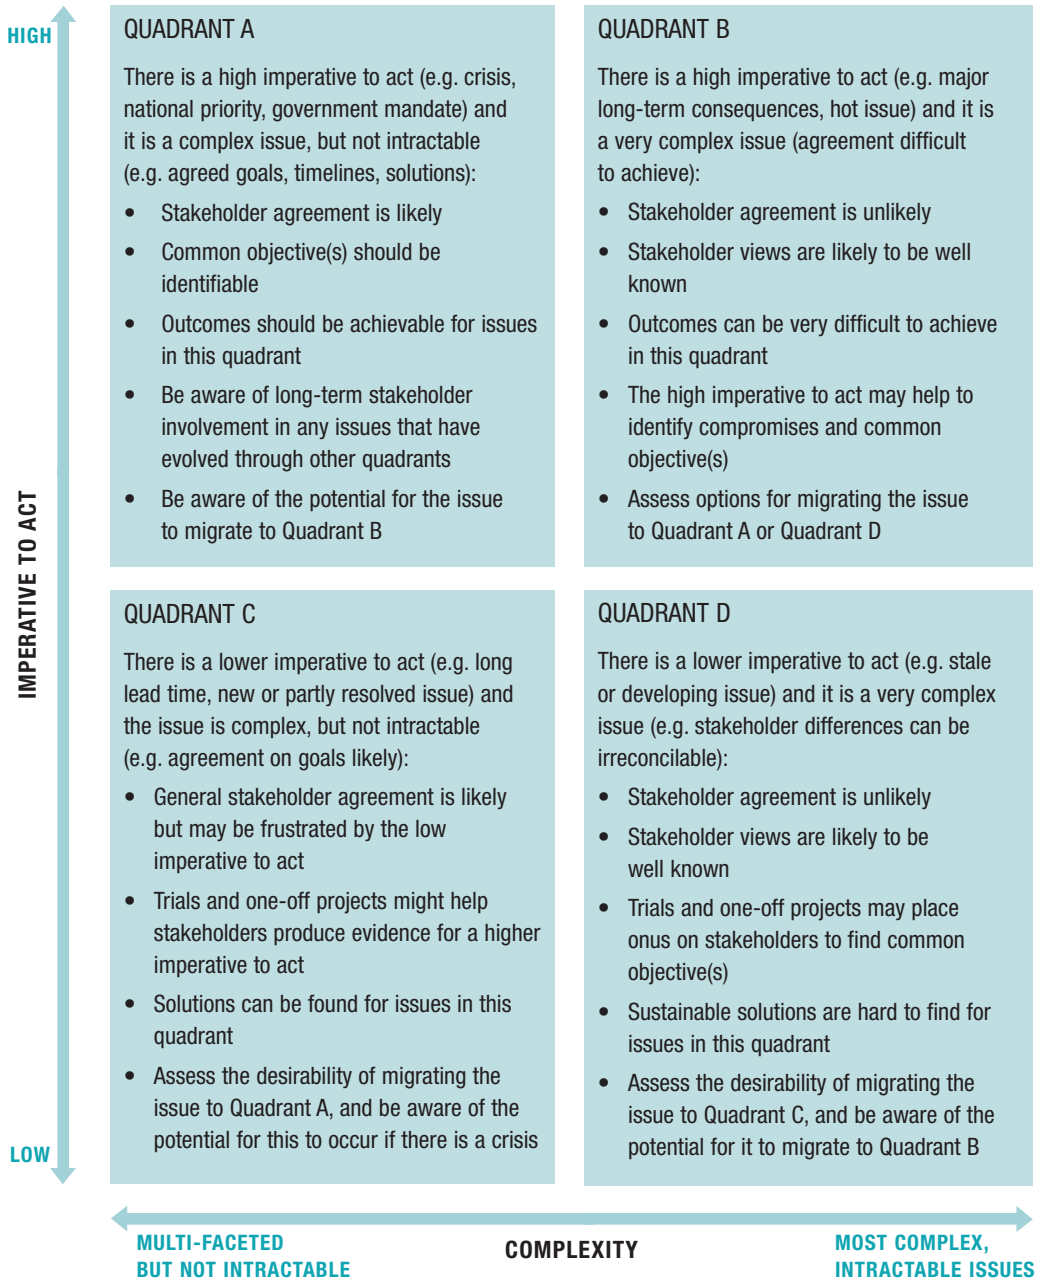 HIGH
QUADRANT A
There is a high imperative to act (e.g. crisis,
national priority, government mandate) and
it is a complex issue, but not intractable
(e.g. agreed goals, timelines, solutions):
• Stakeholder agreement is likely
• Common objective(s) should be
identifiable
• Outcomes should be achievable for issues
in this quadrant
• Be aware of long-term stakeholder
involvement in any issues that have
evolved through other quadrants
• Be aware of the potential for the issue
to migrate to Quadrant B
QUADRANT B
There is a high imperative to act (e.g. major
long-term consequences, hot issue) and it is
a very complex issue (agreement difficult
to achieve):
• Stakeholder agreement is unlikely
• Stakeholder views are likely to be well
known
• Outcomes can be very difficult to achieve
in this quadrant
• The high imperative to act may help to
identify compromises and common
objective(s)
• Assess options for migrating the issue
to Quadrant A or Quadrant D
IMPERATIVE TO ACT
QUADRANT C
There is a lower imperative to act (e.g. long
lead time, new or partly resolved issue) and
the issue is complex, but not intractable
(e.g. agreement on goals likely):
• General stakeholder agreement is likely
but may be frustrated by the low
imperative to act
• Trials and one-off projects might help
stakeholders produce evidence for a higher
imperative to act
• Solutions can be found for issues in this
quadrant
• Assess the desirability of migrating the
issue to Quadrant A, and be aware of the
potential for this to occur if there is a crisis
QUADRANT D
There is a lower imperative to act (e.g. stale
or developing issue) and it is a very complex
issue (e.g. stakeholder differences can be
irreconcilable):
• Stakeholder agreement is unlikely
• Stakeholder views are likely to be
well known
• Trials and one-off projects may place
onus on stakeholders to find common
objective(s)
• Sustainable solutions are hard to find for
issues in this quadrant
• Assess the desirability of migrating the
issue to Quadrant C, and be aware of the
potential for it to migrate to Quadrant B
LOW
MULTI-FACETED
BUT NOT INTRACTABLE
COMPLEXITY
MOST COMPLEX,
INTRACTABLE ISSUES